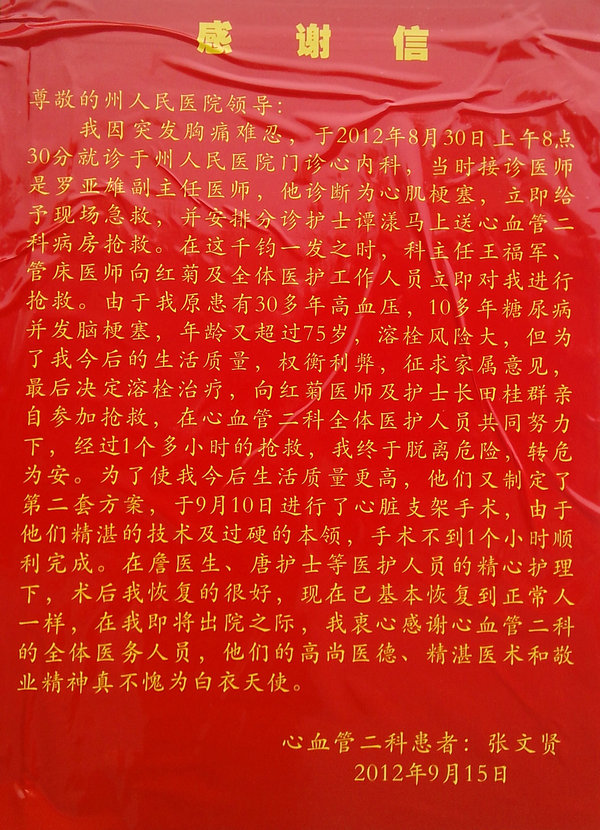 感谢信
尊敬的州人民医院领导：
我因突发胸痛难忍，于2012年8月30日上午8点
30分就诊于州人民医院门诊心内科，当时接诊医师
是罗亚雄副主任医师，他诊断为心肌梗塞，立即给
予现场急救，并安排分诊护士谭漾马上送心血管二
科病房抢救。在这千钧一发之时，科主任王福军、
管床医师向红菊及全体医护工作人员立即对我进行
抢救。由于我原患有30多年高血压，10多年糖尿病
并发脑梗塞，年龄又超过75岁，溶栓风险大，但为
了我今后的生活质量，权衡利弊，征求家属意见，
最后决定溶栓治疗，向红菊医师及护士长田桂群亲
自参加抢救，在心血管二科全体医护人员共同努力
下，经过1个多小时的抢救，我终于脱离危险，转危
为安。为了使我今后生活质量更高，他们又制定了
第二套方案，于9月10日进行了心脏支架手术，由于
他们精湛的技术及过硬的本领，手术不到1个小时顺
利完成。在詹医生、唐护士等医护人员的精心护理
下，术后我恢复的很好，现在已基本恢复到正常人
一样，在我即将出院之际，我衷心感谢心血管二科
的全体医务人员，他们的高尚医德、精湛医术和敬
业精神真不愧为白衣天使。
心血管二科患者：张文贤
2012年9月15日